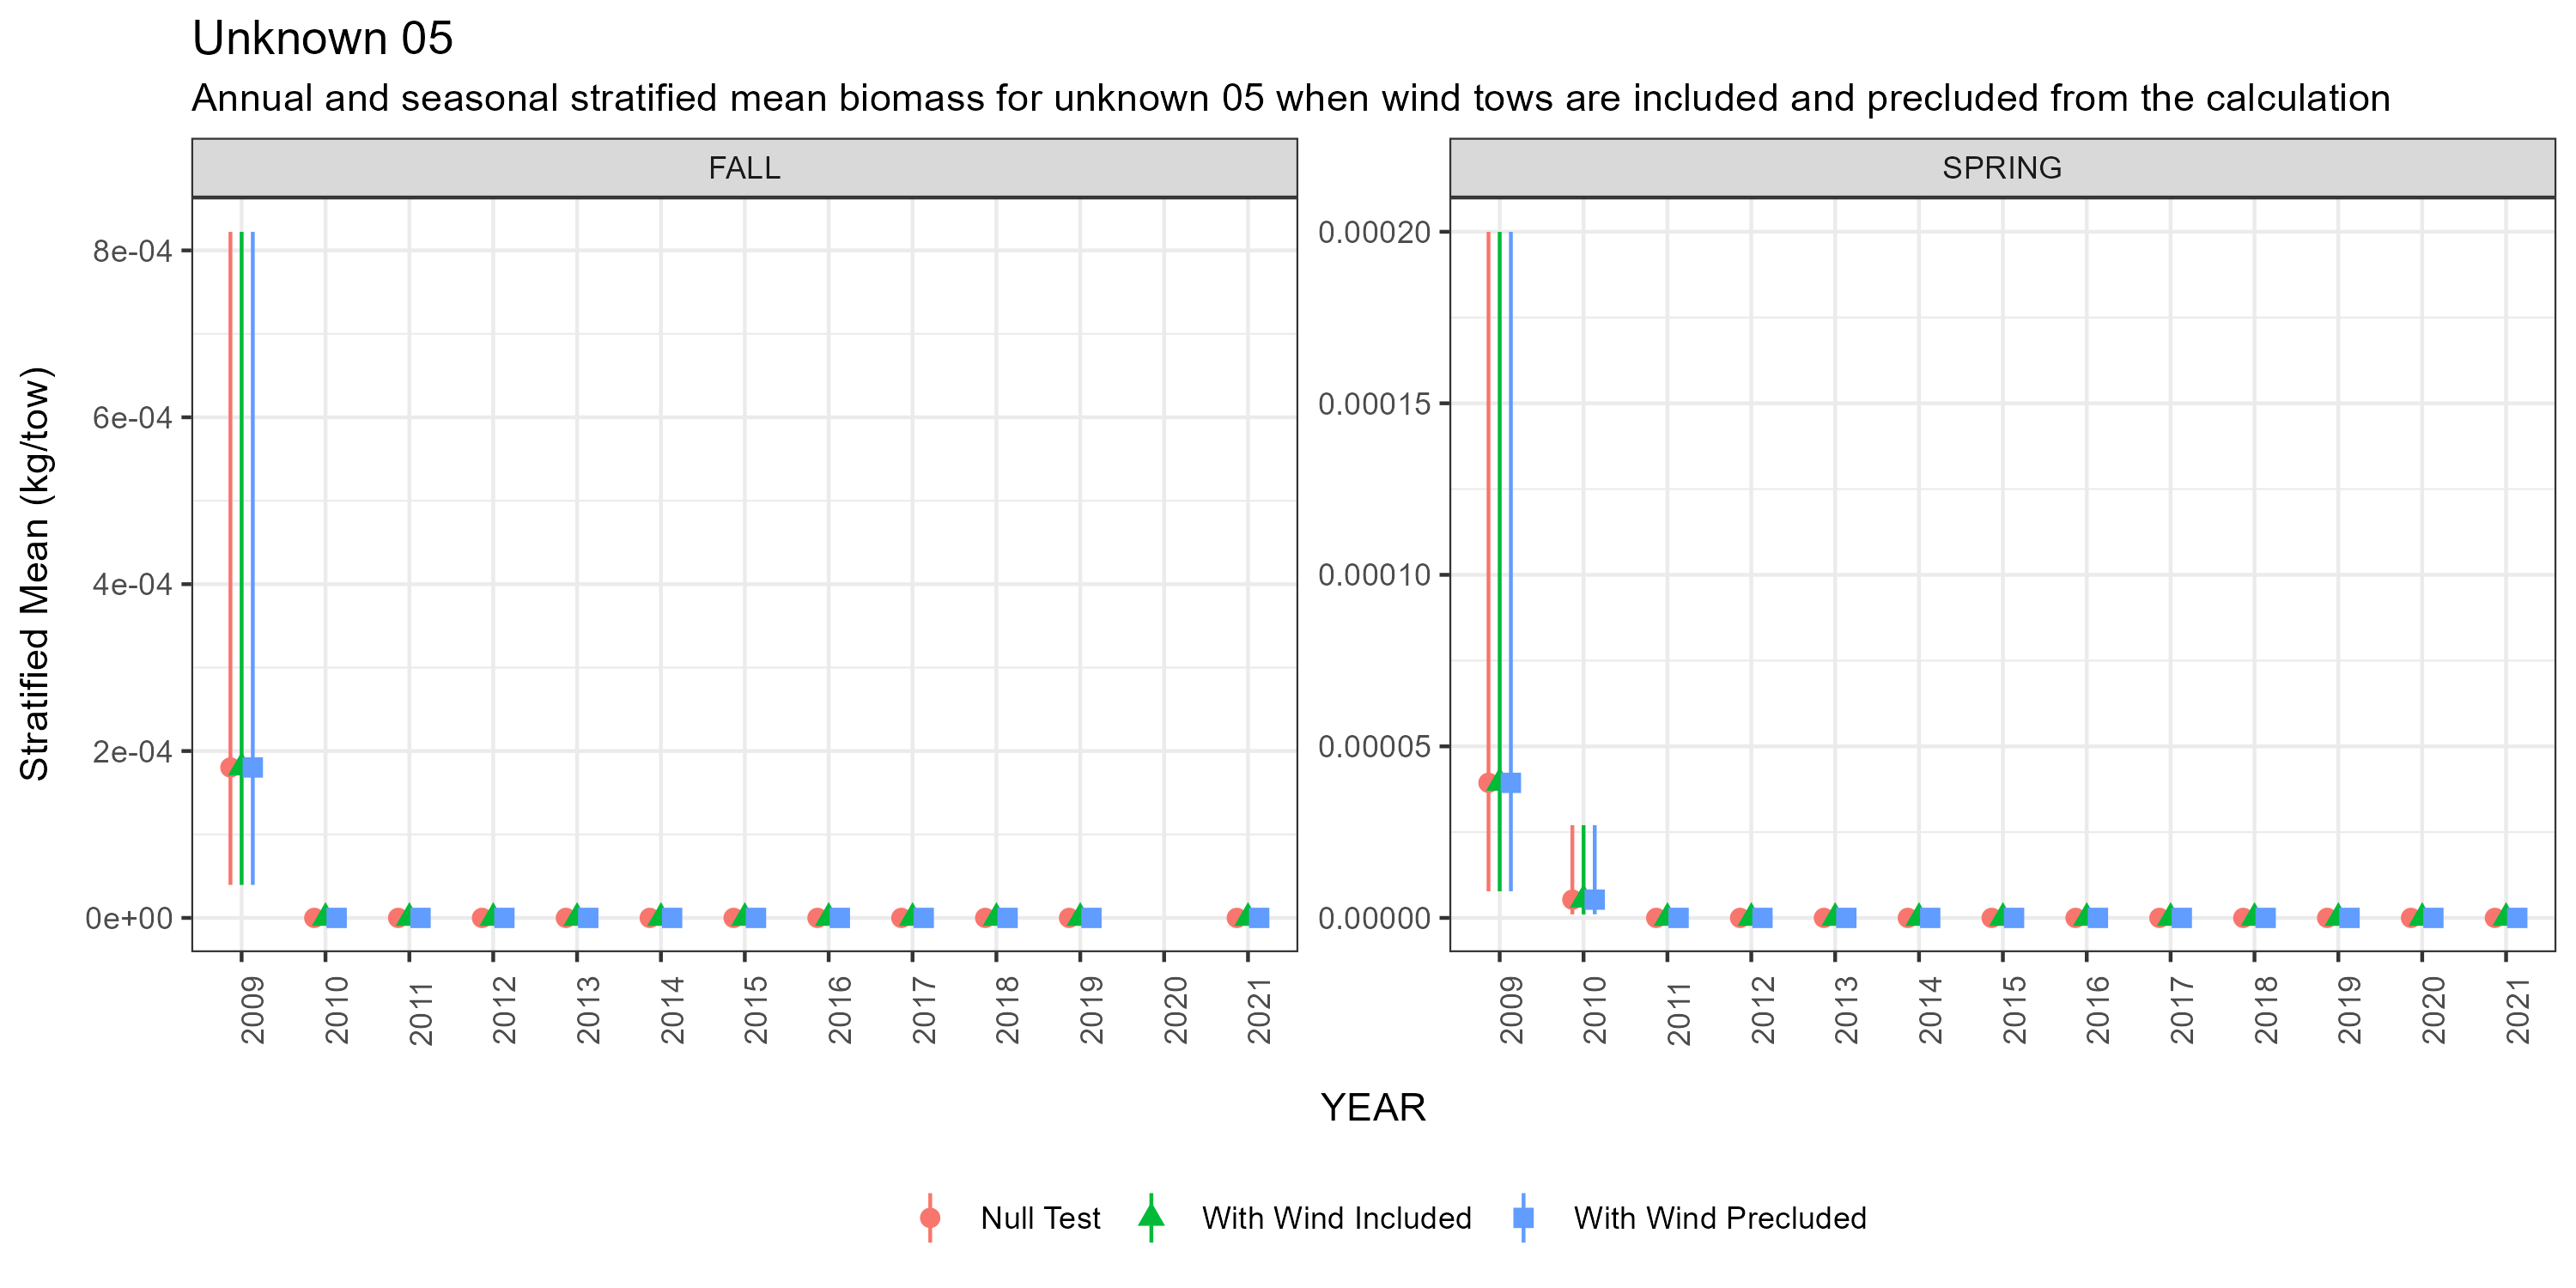 Unknown 05
Annual and seasonal stratified mean biomass for unknown 05 when wind tows are included and precluded from the calculation
FALL
SPRING
Stratified Mean (kg/tow)
8e-04
6e-04
4e-04
2e-04
0e+00
0.00020
0.00015
0.00010
0.00005
0.00000
2009 2010 2011 2012 2013 2014 2015 2016 2017 2018 2019 2020 2021
2009 2010 2011 2012 2013 2014 2015 2016 2017 2018 2019 2020 2021
YEAR
Null Test With Wind Included With Wind Precluded